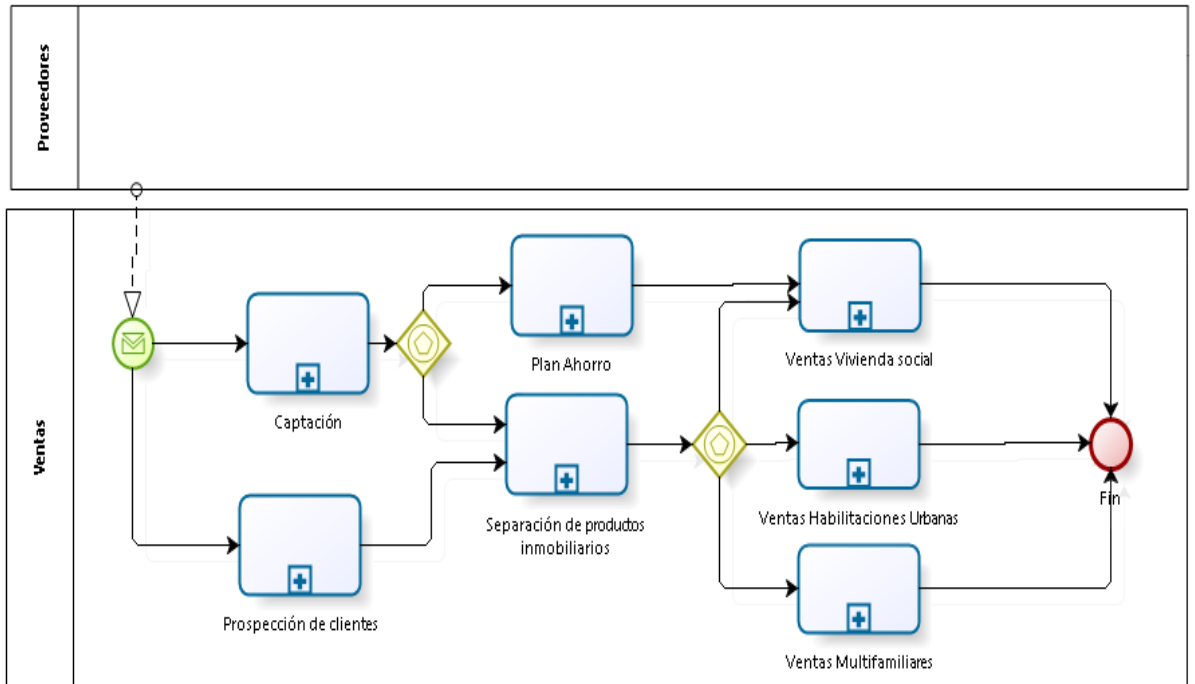 Proveedores
Ventas
Captación
Prospección de clientes
Plan Ahorro
Separación de productos
inmobiliarios
Ventas Vivienda social
Ventas Habilitaciones Urbanas
Ventas Multifamiliares
Fin